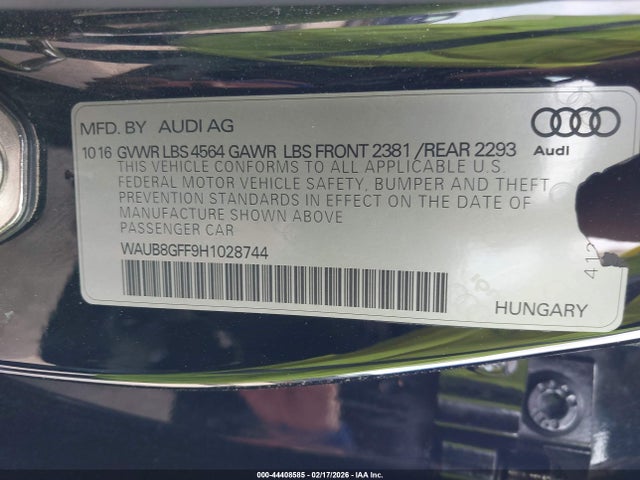 MFD. BY AUDI AG
10 16 GVWR LBS 4564 GAWR LBS FRONT 2381 /REAR 2293
THIS VEHICLE CONFORMS TO ALL APPLICABLE U.S.
FEDERAL MOTOR VEHICLE SAFETY, BUMPER AND THEFT
PREVENTION STANDARDS IN EFFECT ON THE DATE OF
MANUFACTURE SHOWN ABOVE
PASSENGER CAR
WAUB8GFF9H1028744
Audi
412
HUNGARY
000-44408585 - 02/17/2026 - IAA Inc.